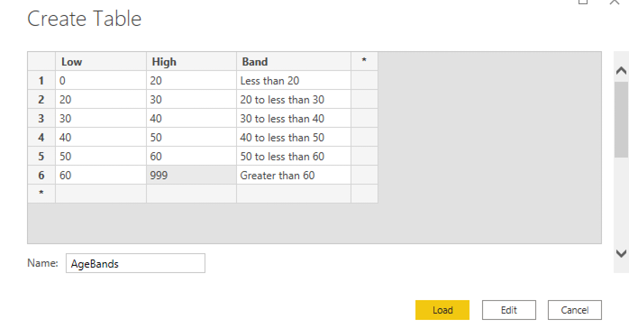 Create Table
Low High Band *
1 0 20 Less than 20
2 20 30 20 to less than 30
3 30 40 30 to less than 40
4 40 50 40 to less than 50
5 50 60 50 to less than 60
6 60 999 Greater than 60
*
Name: AgeBands
Load Edit Cancel